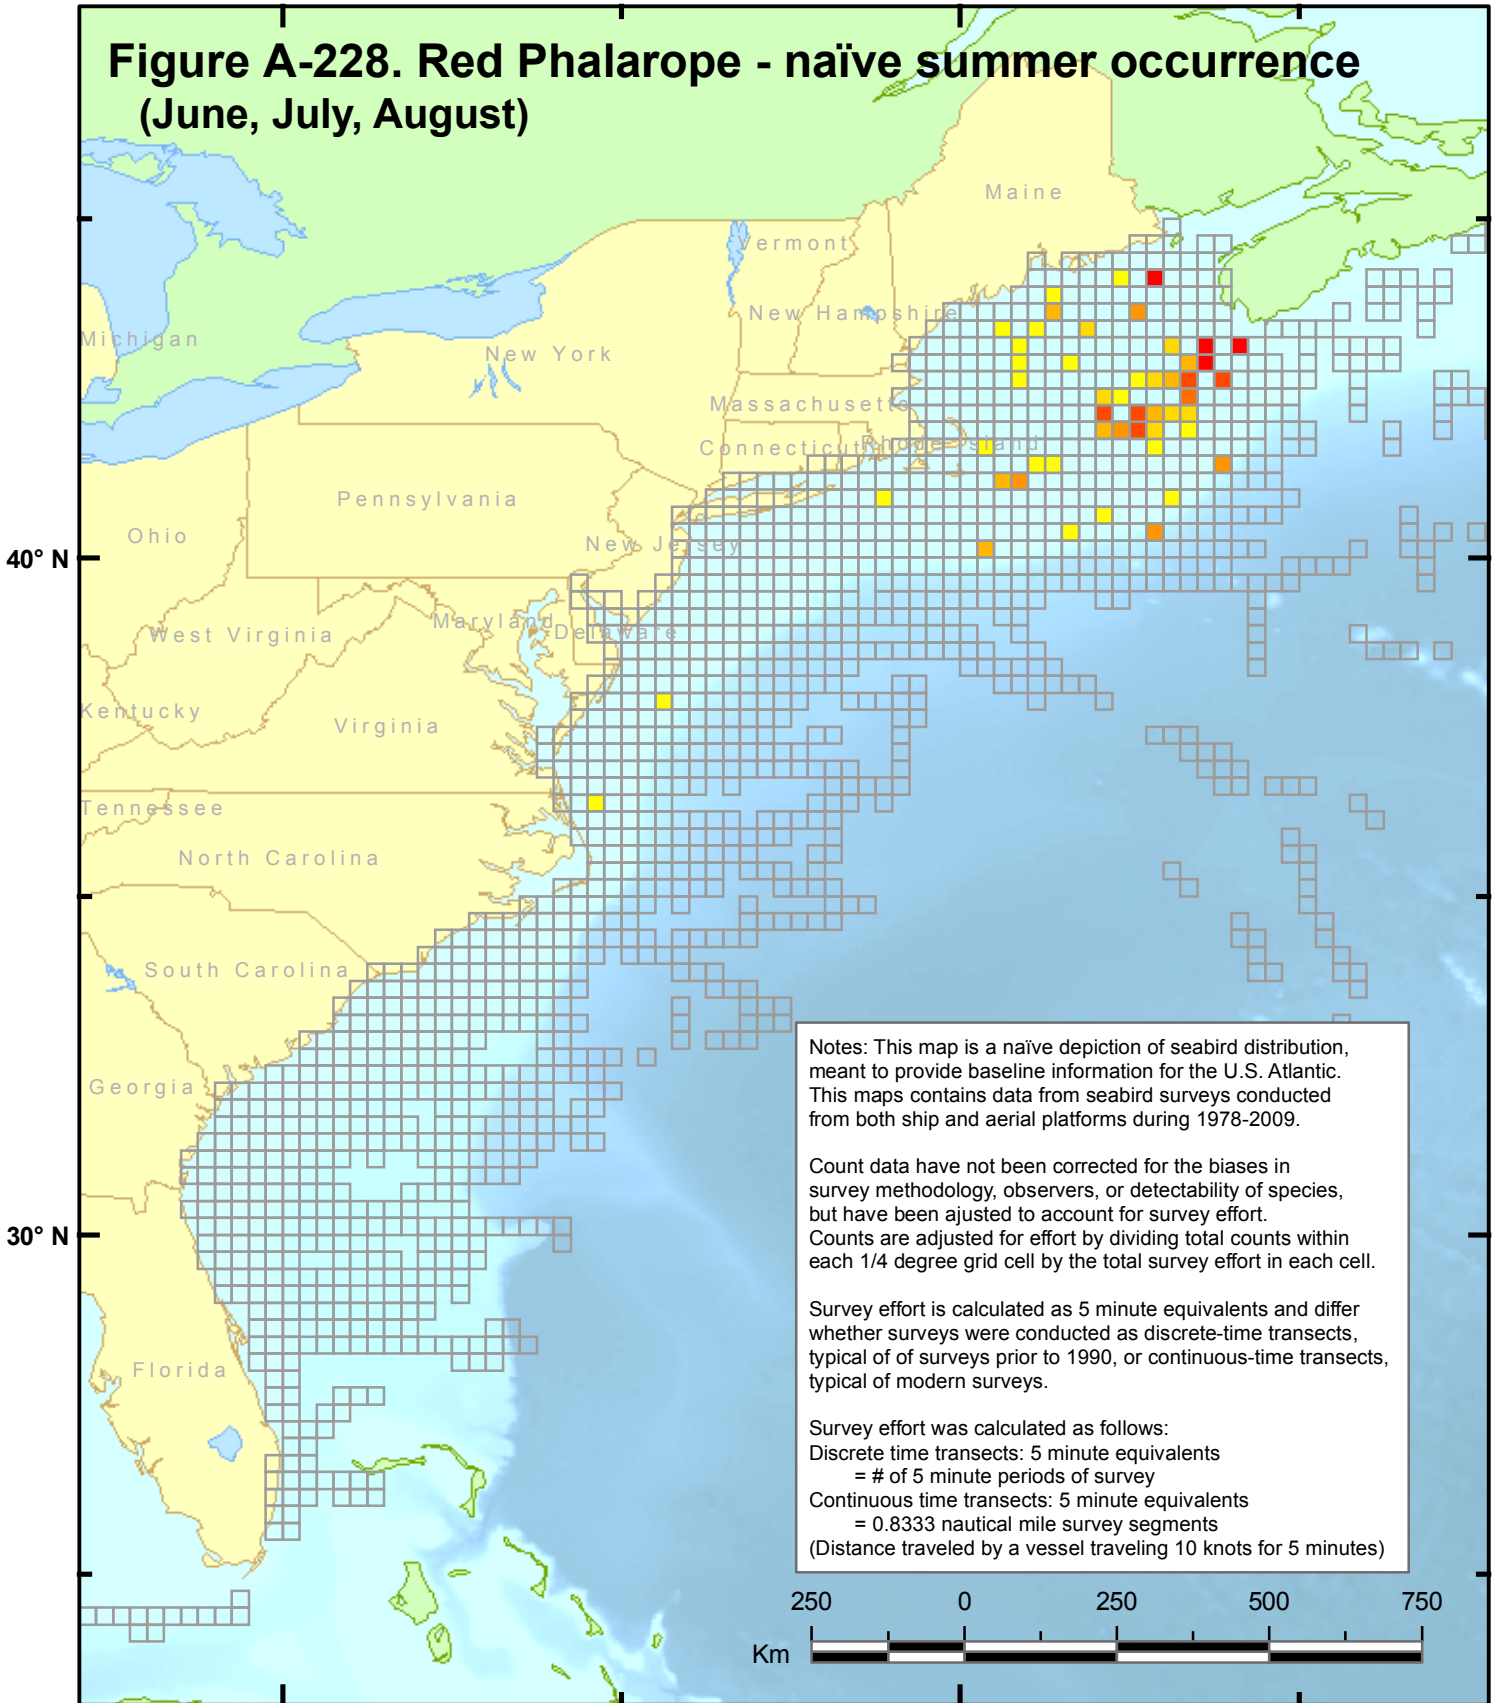 Figure A-228. Red Phalarope - naïve summer occurrence
(June, July, August)
Maine
Vermont
New Hampshire
Michigan
New York
Massachusetts
Connecticut
Rhode Island
Pennsylvania
Ohio
New Jersey
40° N
West Virginia
Maryland
Delaware
Kentucky
Virginia
Tennessee
North Carolina
South Carolina
Georgia
30° N
Florida
Notes: This map is a naïve depiction of seabird distribution,
meant to provide baseline information for the U.S. Atlantic.
This maps contains data from seabird surveys conducted
from both ship and aerial platforms during 1978-2009.
Count data have not been corrected for the biases in
survey methodology, observers, or detectability of species,
but have been ajusted to account for survey effort.
Counts are adjusted for effort by dividing total counts within
each 1/4 degree grid cell by the total survey effort in each cell.
Survey effort is calculated as 5 minute equivalents and differ
whether surveys were conducted as discrete-time transects,
typical of of surveys prior to 1990, or continuous-time transects,
typical of modern surveys.
Survey effort was calculated as follows:
Discrete time transects: 5 minute equivalents
= # of 5 minute periods of survey
Continuous time transects: 5 minute equivalents
= 0.8333 nautical mile survey segments
(Distance traveled by a vessel traveling 10 knots for 5 minutes)
250 0 250 500 750
Km